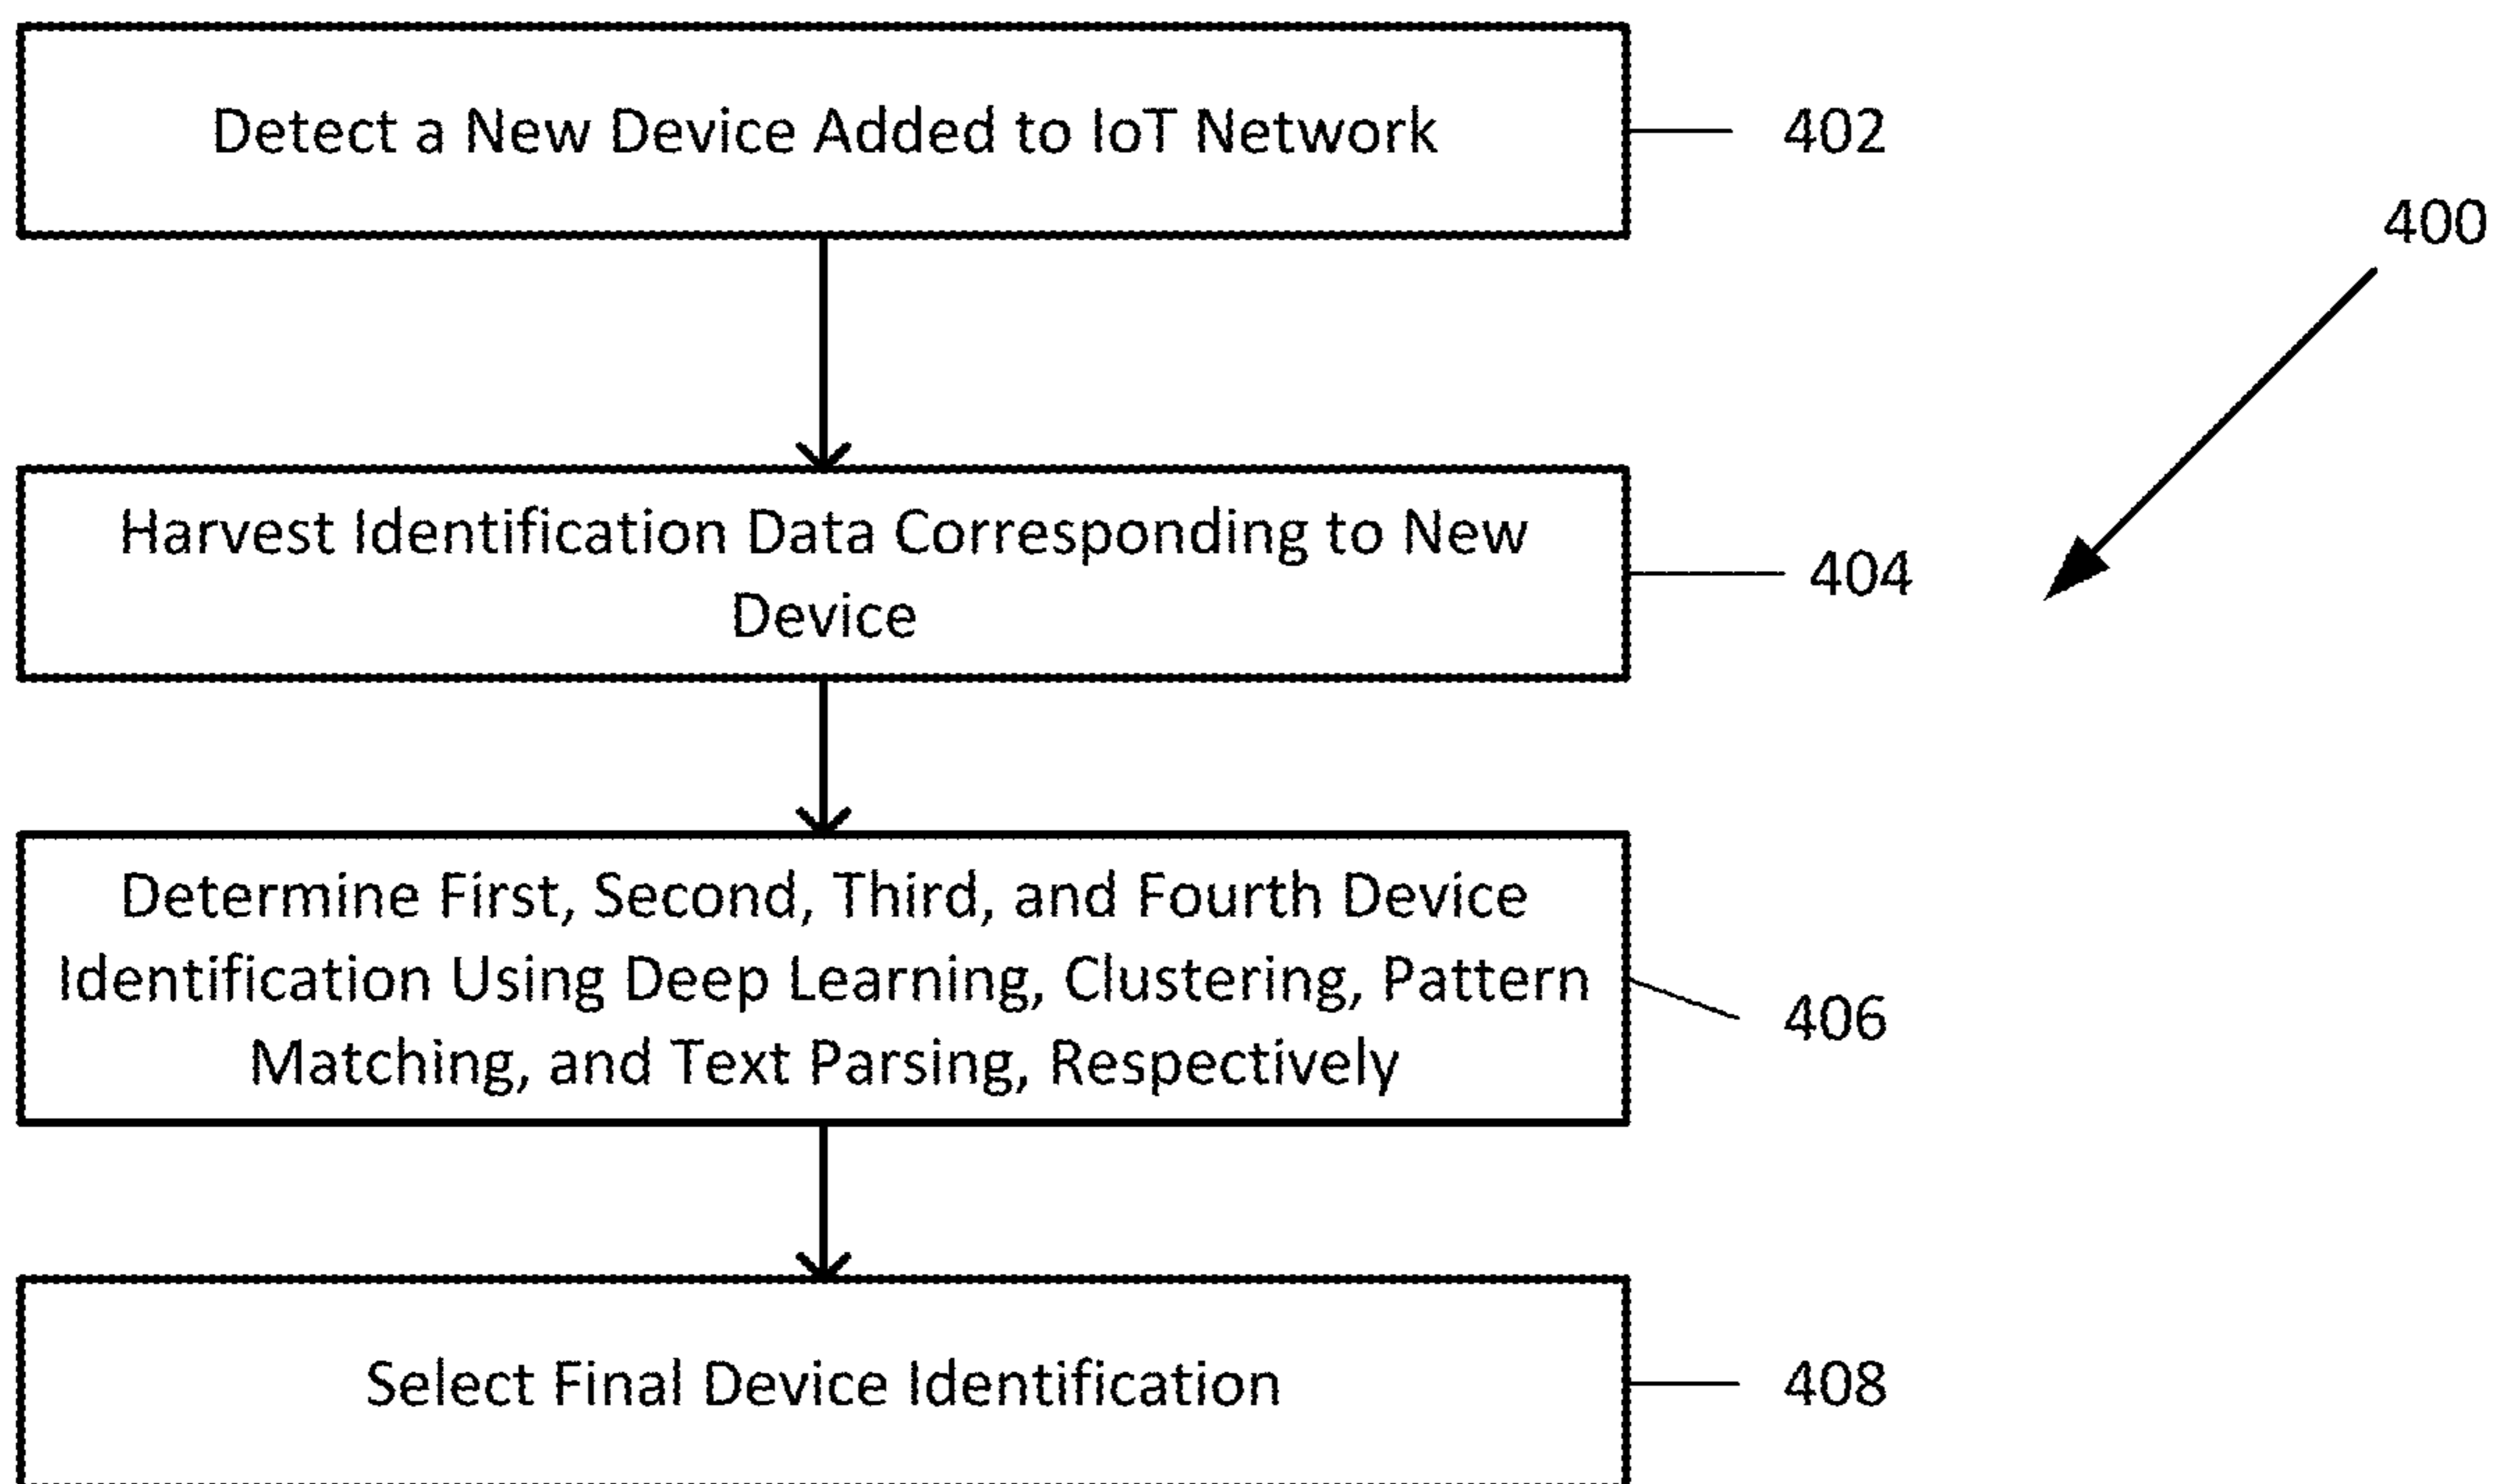 Detect a New Device Added to IoT Network
402
400
Harvest Identification Data Corresponding to New
Device
404
Determine First, Second, Third, and Fourth Device
Identification Using Deep Learning, Clustering, Pattern
Matching, and Text Parsing, Respectively
406
Select Final Device Identification
408